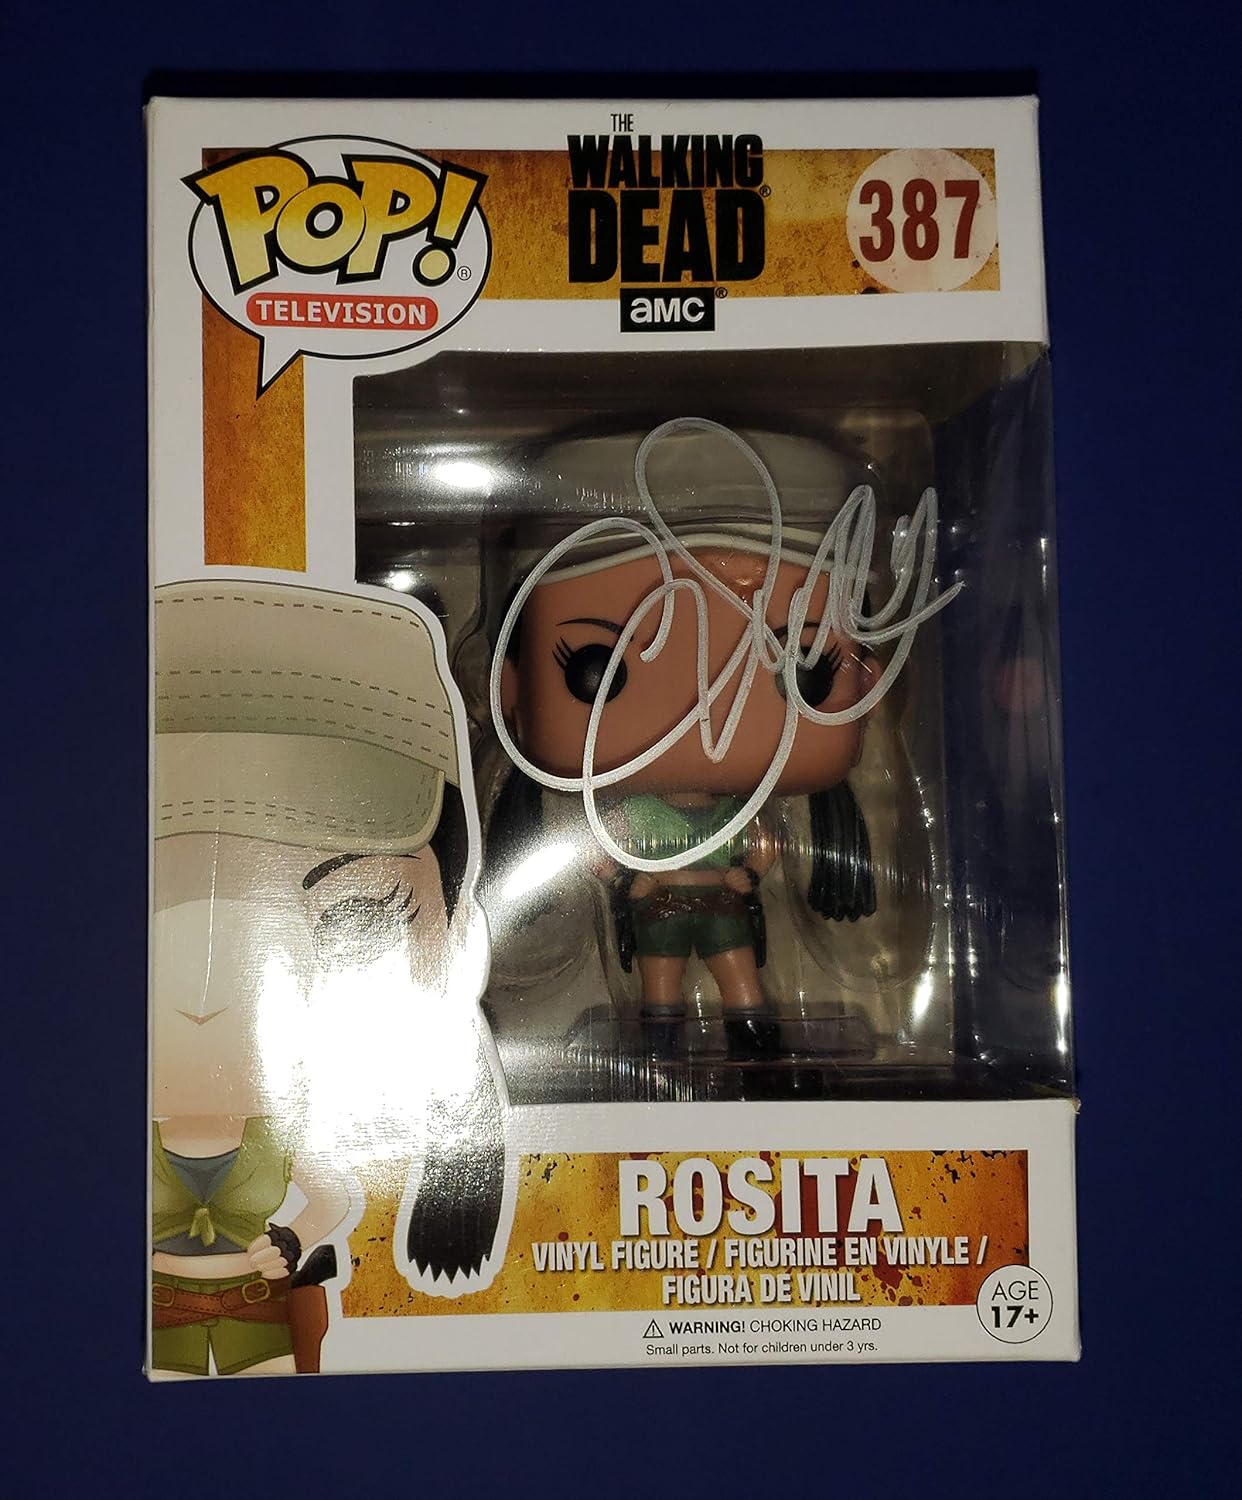 POP!®
TELEVISION
THE
WALKING
DEAD®
aMC®
387
ROSITA
VINYL FIGURE / FIGURINE EN VINYLE /
FIGURA DE VINIL
AGE
17+
⚠ WARNING! CHOKING HAZARD
Small parts. Not for children under 3 yrs.